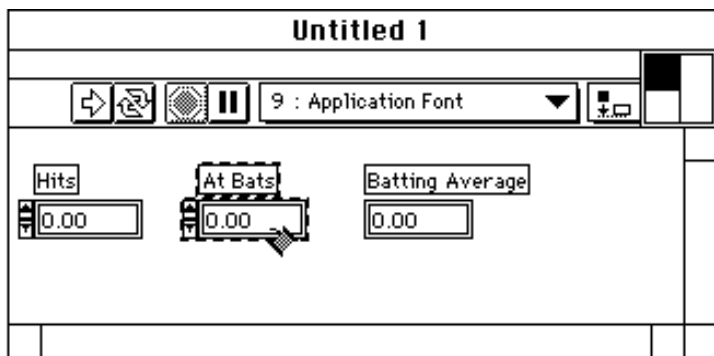 Untitled 1
9 : Application Font
Hits
At Bats
Batting Average
0.00
0.00
0.00